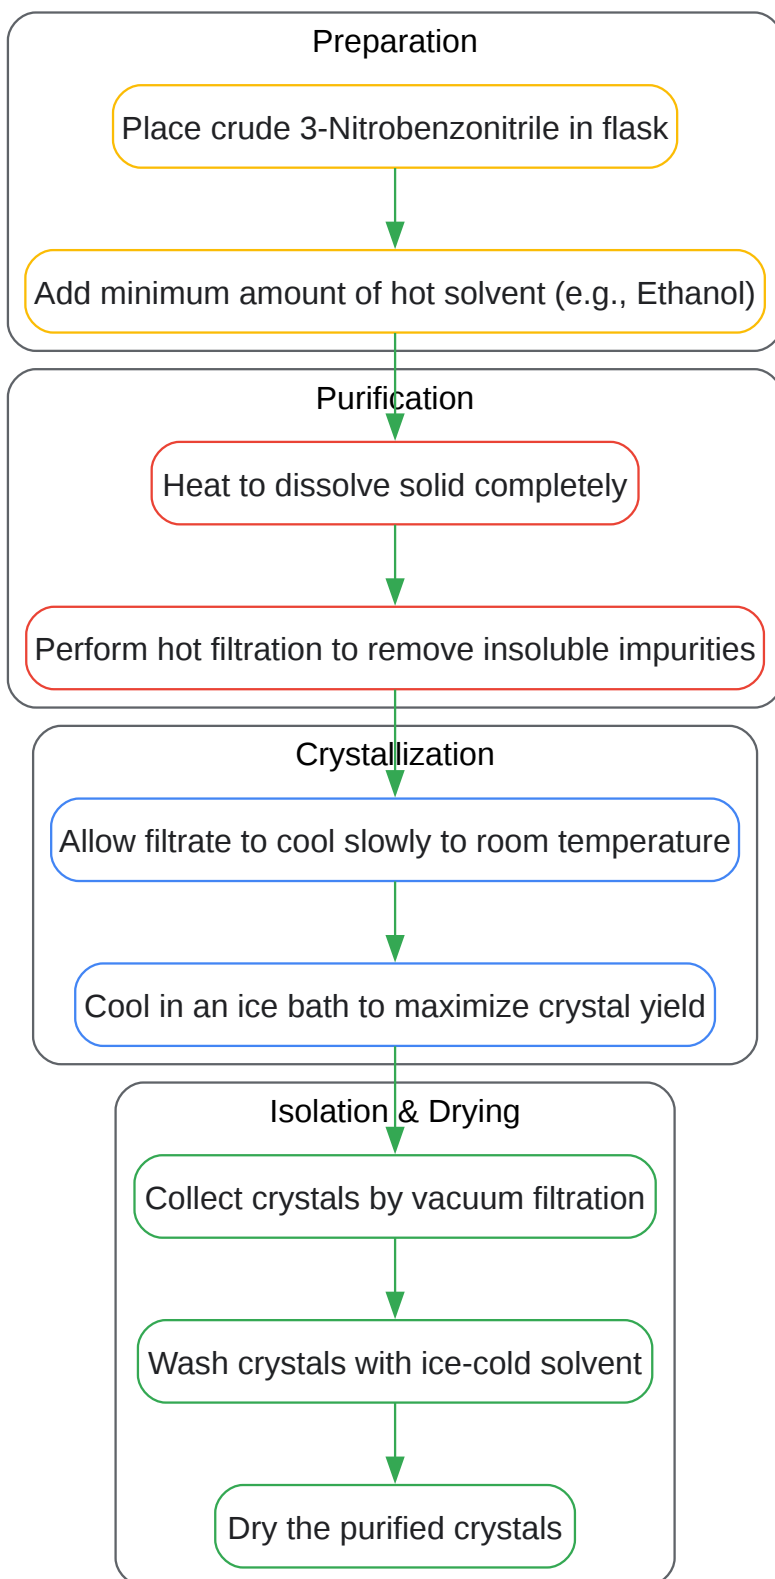 Preparation
Place crude 3-Nitrobenzonitrile in flask
Add minimum amount of hot solvent (e.g., Ethanol)
Purification
Heat to dissolve solid completely
Perform hot filtration to remove insoluble impurities
Crystallization
Allow filtrate to cool slowly to room temperature
Cool in an ice bath to maximize crystal yield
Isolation & Drying
Collect crystals by vacuum filtration
Wash crystals with ice-cold solvent
Dry the purified crystals